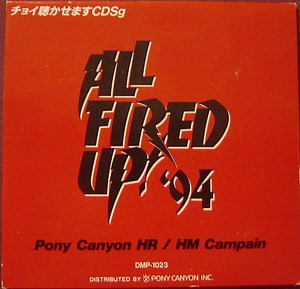 チョイ聴かせますCDSg
ALL
FIRED
UP! '94
Pony Canyon HR / HM Campain
DMP-1023
DISTRIBUTED BY PONY CANYON INC.